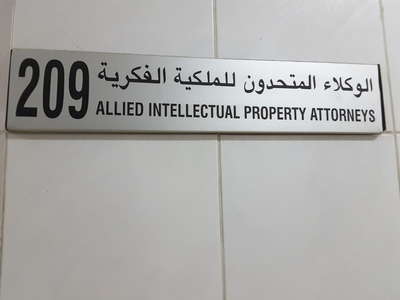 209
الوكلاء المتحدون للملكية الفكرية
ALLIED INTELLECTUAL PROPERTY ATTORNEYS